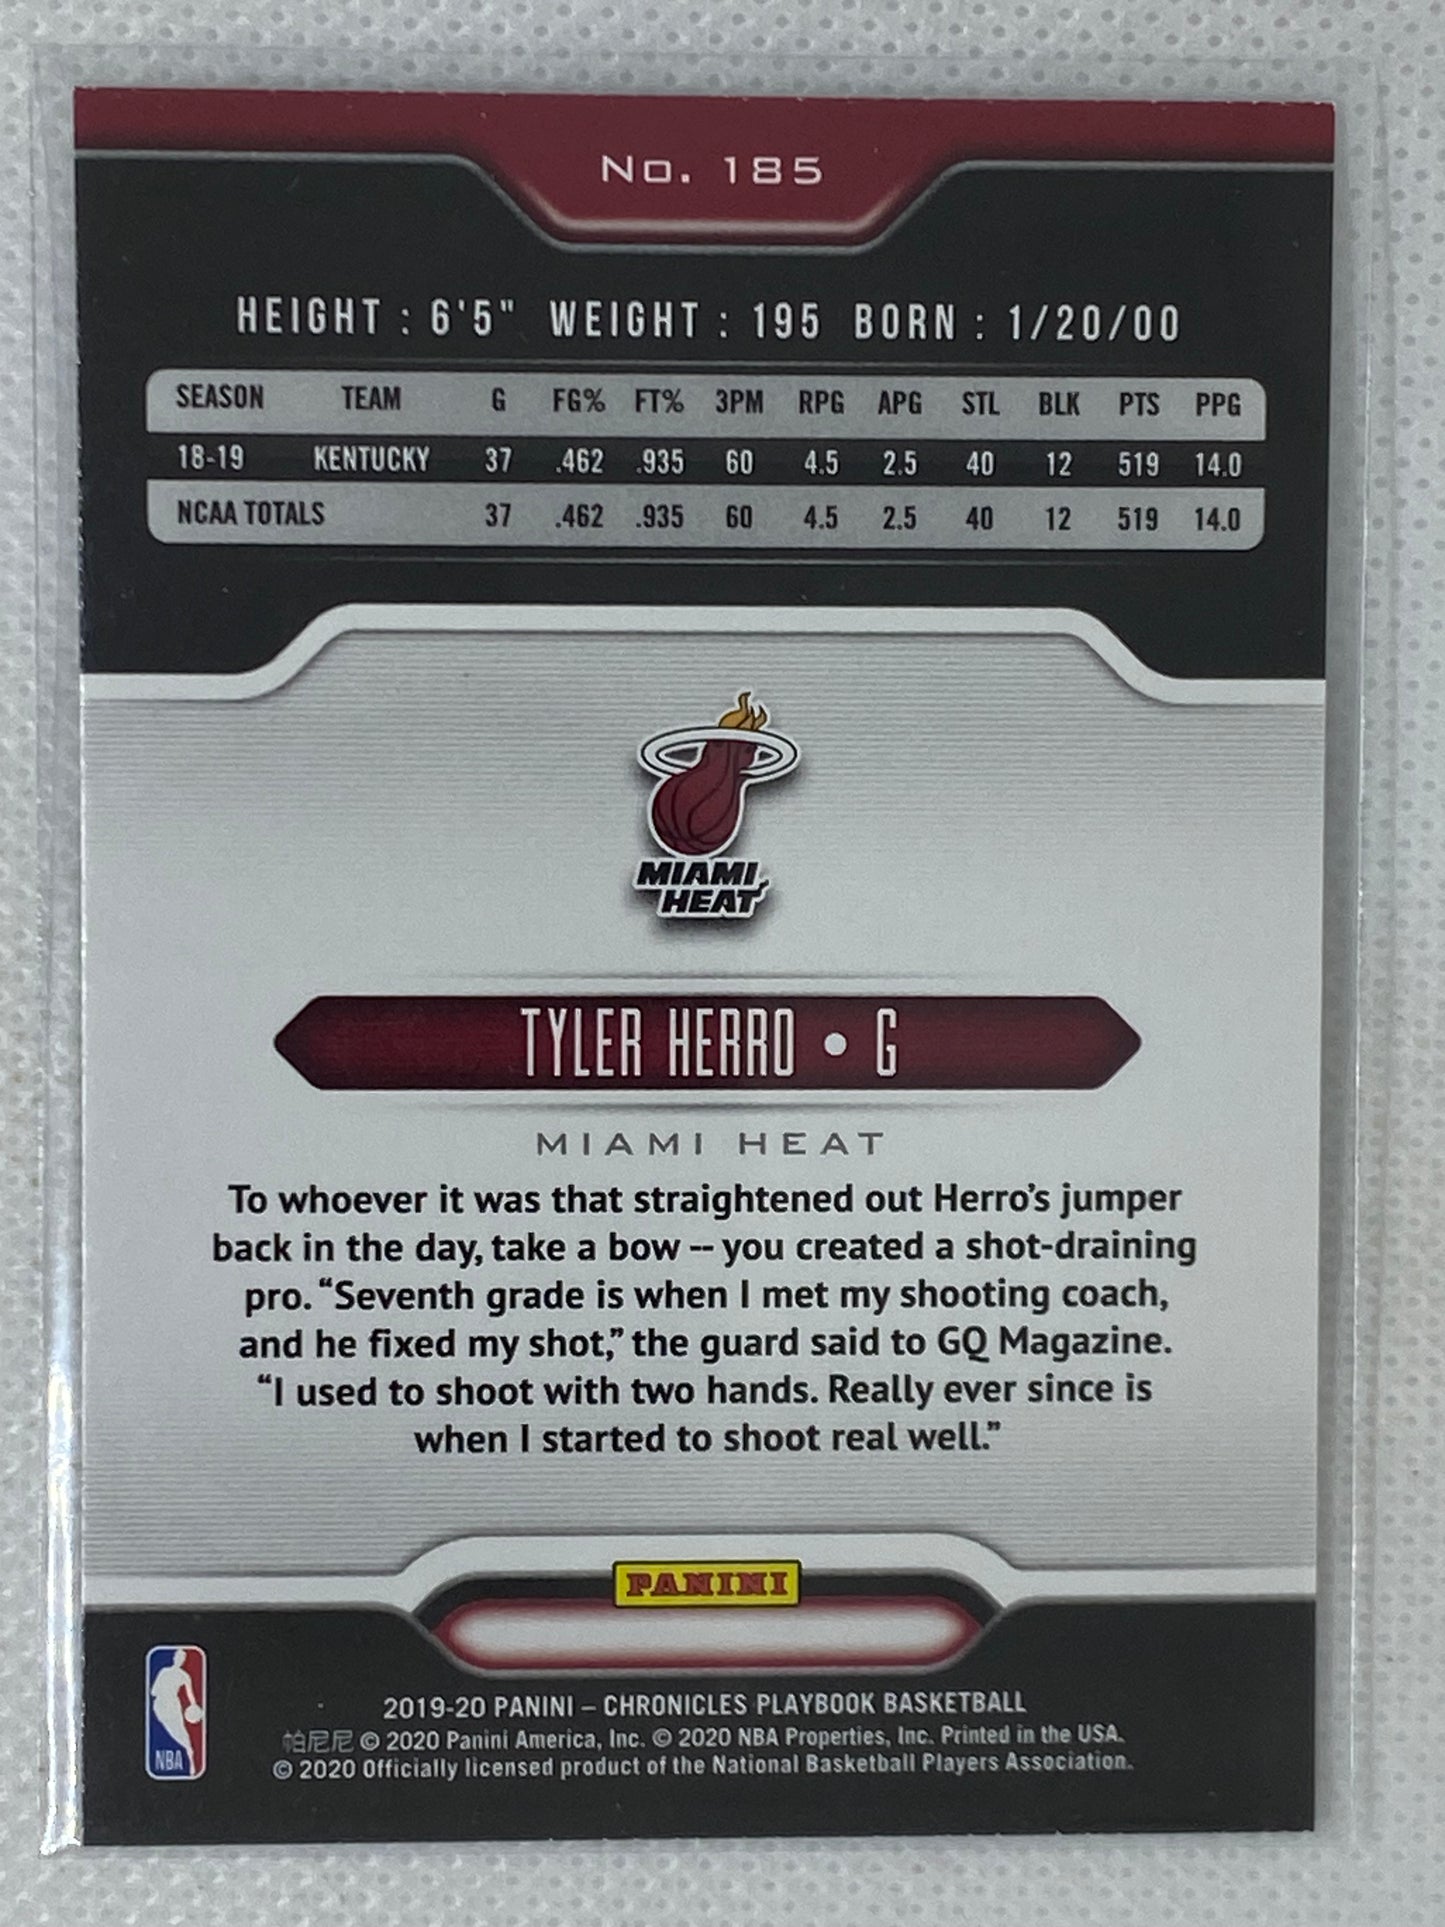 No. 185
HEIGHT : 6'5" WEIGHT : 195 BORN : 1/20/00
SEASON TEAM G FG% FT% 3PM RPG APG STL BLK PTS PPG
18-19 KENTUCKY 37 .462 .935 60 4.5 2.5 40 12 519 14.0
NCAA TOTALS 37 .462 .935 60 4.5 2.5 40 12 519 14.0
MIAMI
HEAT
TYLER HERRO • G
MIAMI HEAT
To whoever it was that straightened out Herro's jumper
back in the day, take a bow -- you created a shot-draining
pro. “Seventh grade is when I met my shooting coach,
and he fixed my shot,” the guard said to GQ Magazine.
“I used to shoot with two hands. Really ever since is
when I started to shoot real well.”
PANINI
NBA
2019-20 PANINI – CHRONICLES PLAYBOOK BASKETBALL
帕尼尼 © 2020 Panini America, Inc. © 2020 NBA Properties, Inc. Printed in the USA.
© 2020 Officially licensed product of the National Basketball Players Association.